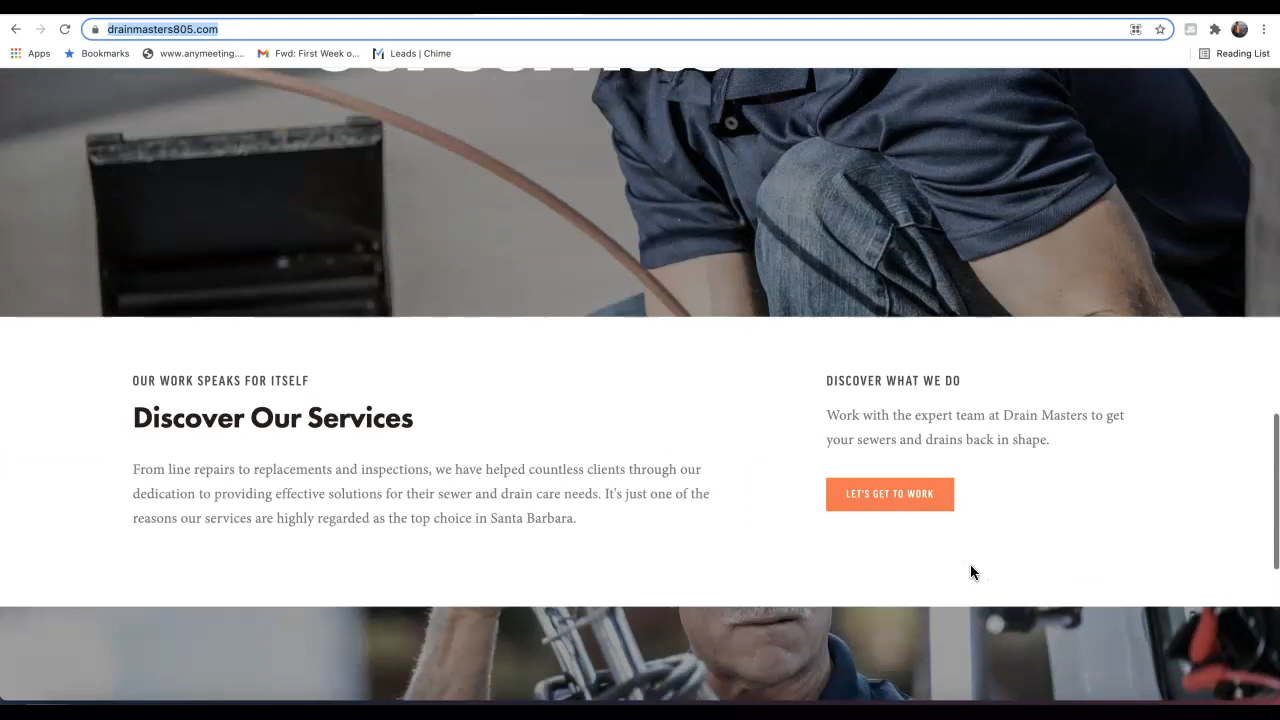 drainmasters805.com
Apps Bookmarks www.anymeeting.... Fwd: First Week o... Leads | Chime Reading List
OUR WORK SPEAKS FOR ITSELF
Discover Our Services
From line repairs to replacements and inspections, we have helped countless clients through our
dedication to providing effective solutions for their sewer and drain care needs. It's just one of the
reasons our services are highly regarded as the top choice in Santa Barbara.
DISCOVER WHAT WE DO
Work with the expert team at Drain Masters to get
your sewers and drains back in shape.
LET'S GET TO WORK